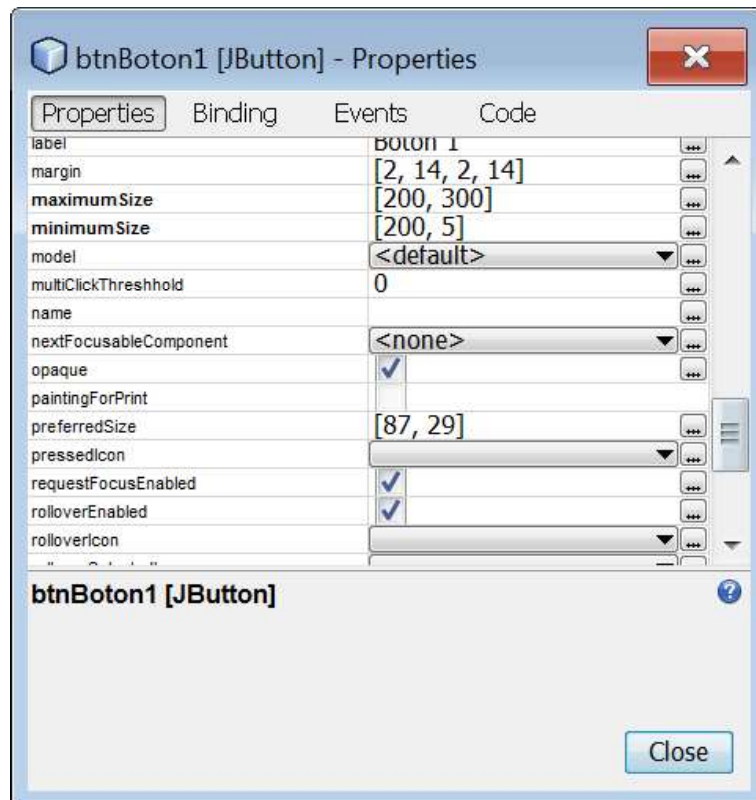 btnBoton1 [JButton] - Properties
Properties Binding Events Code
label Boton 1 ...
margin [2, 14, 2, 14] ...
maximumSize [200, 300] ...
minimumSize [200, 5] ...
model <default> ...
multiClickThreshhold 0 ...
name ...
nextFocusableComponent <none> ...
opaque ...
paintingForPrint
preferredSize [87, 29] ...
pressedIcon ...
requestFocusEnabled ...
rolloverEnabled ...
rolloverIcon ...
btnBoton1 [JButton] ?
Close